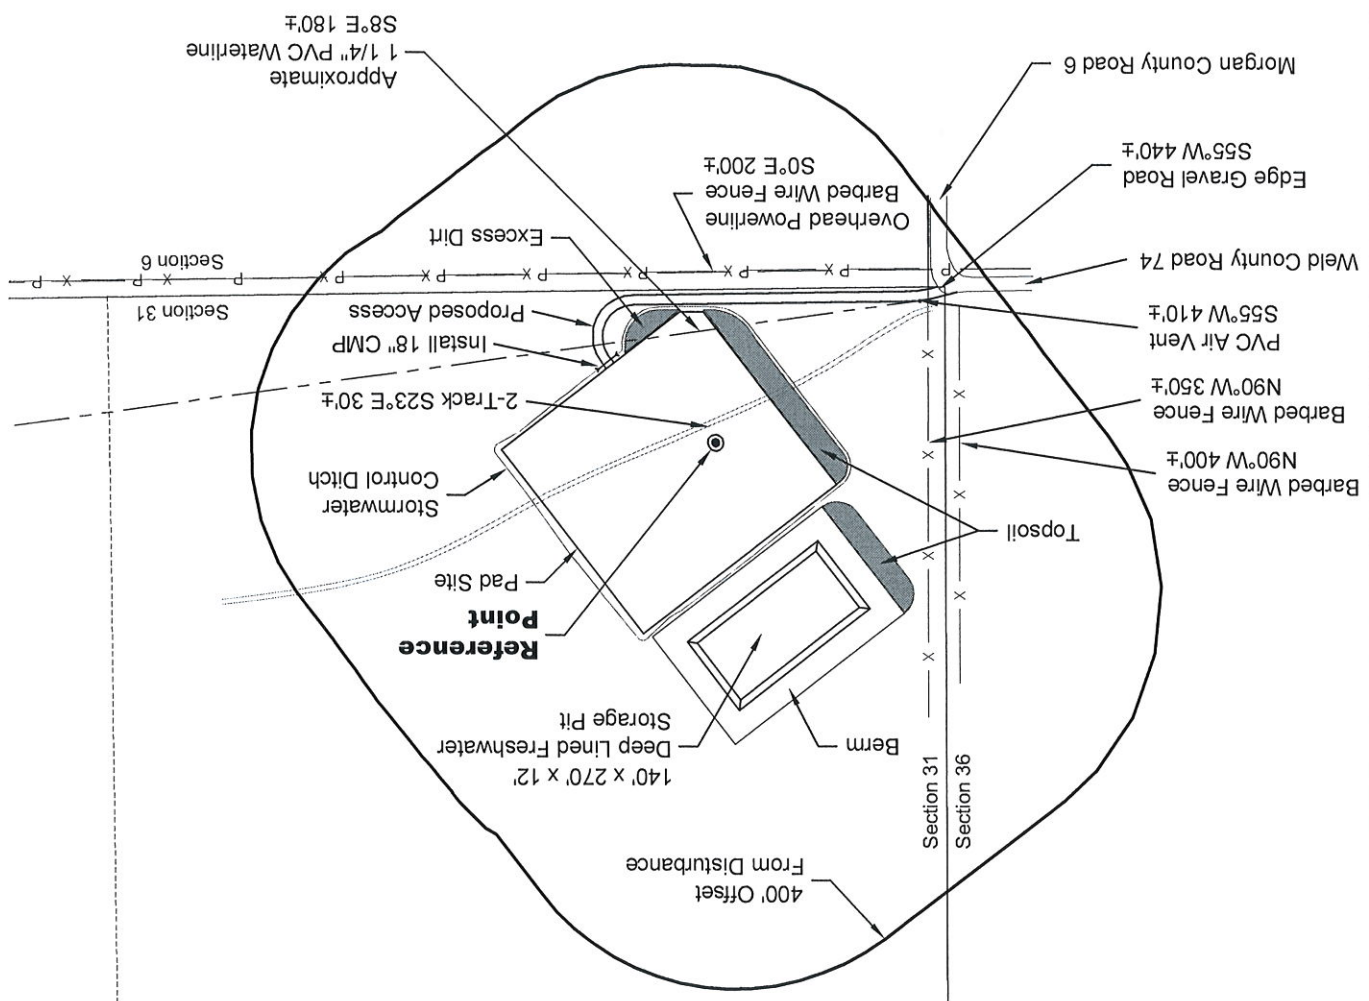 400' Offset
From Disturbance
Section 36
Section 31
140' x 270' x 12'
Deep Lined Freshwater
Storage Pit
Berm
Reference
Point
Pad Site
Topsoil
Stormwater
Control Ditch
Barbed Wire Fence
N90°W 400'±
2-Track S23°E 30'±
Barbed Wire Fence
N90°W 350'±
Install 18" CMP
PVC Air Vent
S55°W 410'±
Proposed Access
Section 31
Section 6
Weld County Road 74
Excess Dirt
Overhead Powerline
Barbed Wire Fence
S0°E 200'±
Edge Gravel Road
S55°W 440'±
Morgan County Road 6
Approximate
1 1/4" PVC Waterline
S8°E 180'±